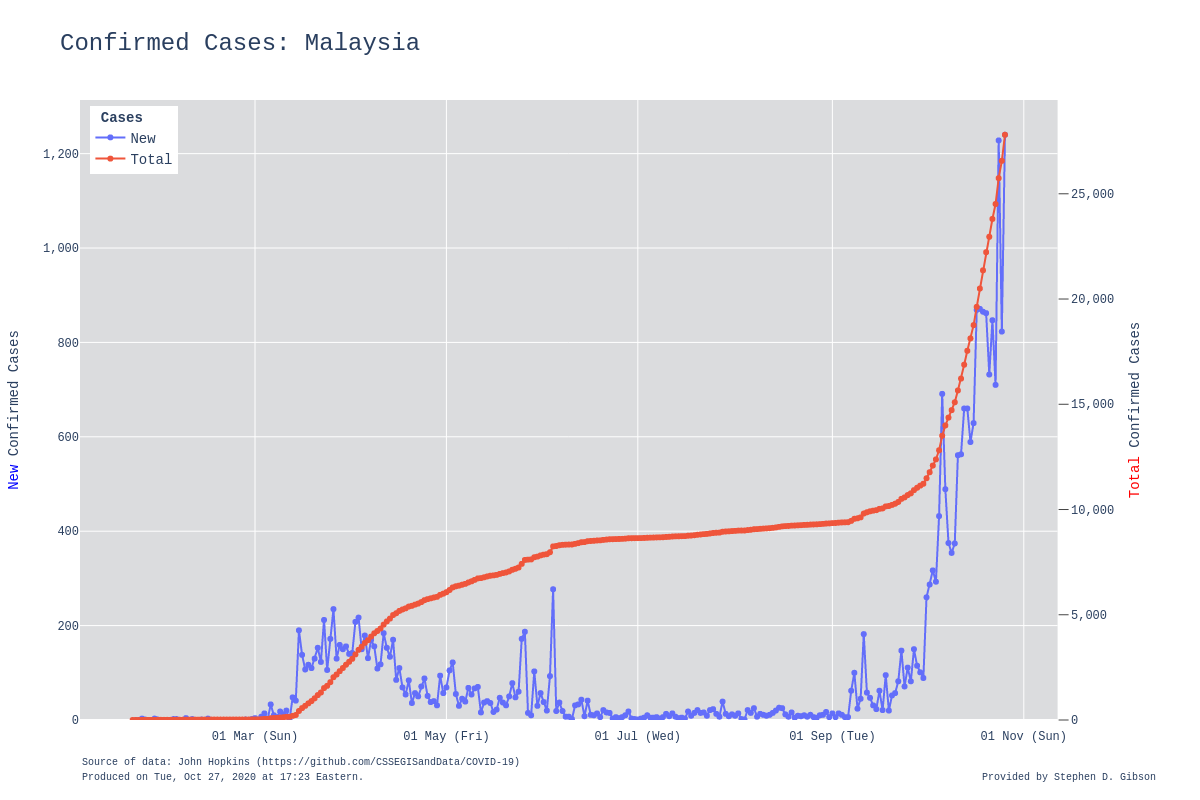 Confirmed Cases: Malaysia
Cases
New
Total
1,200
1,000
800
600
400
200
0
New Confirmed Cases
25,000
20,000
15,000
10,000
5,000
0
Total Confirmed Cases
01 Mar (Sun)
01 May (Fri)
01 Jul (Wed)
01 Sep (Tue)
01 Nov (Sun)
Source of data: John Hopkins (https://github.com/CSSEGISandData/COVID-19)
Produced on Tue, Oct 27, 2020 at 17:23 Eastern.
Provided by Stephen D. Gibson